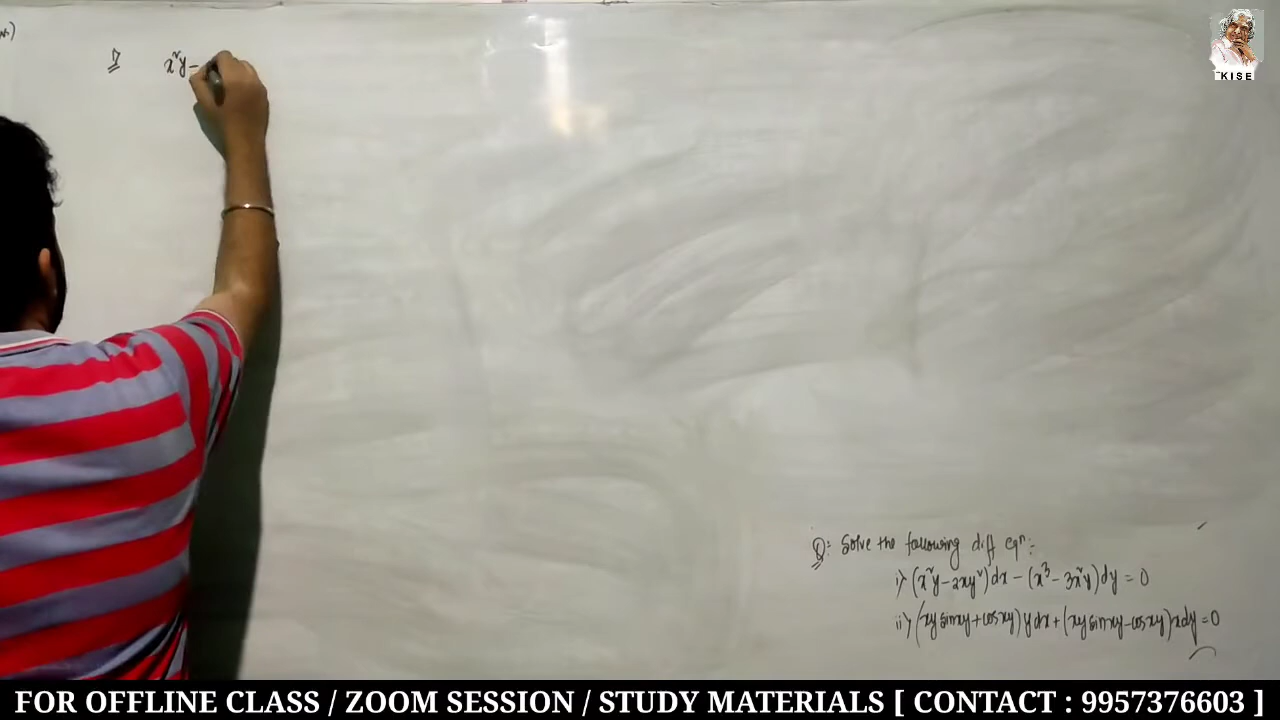 x²y -
KISE
Q: Solve the following diff eqⁿ:-
i) (x²y - 2xy²)dx - (x³ - 3x²y)dy = 0
ii) (xy sinxy + cosxy) y dx + (xy sinxy - cosxy) x dy = 0
FOR OFFLINE CLASS / ZOOM SESSION / STUDY MATERIALS [ CONTACT : 9957376603 ]